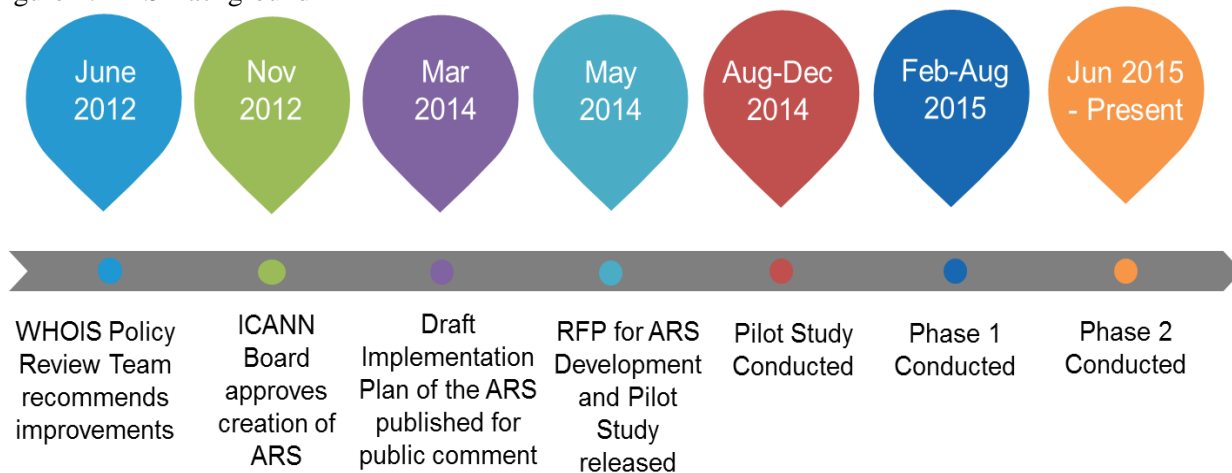 June
2012
Nov
2012
Mar
2014
May
2014
Aug-Dec
2014
Feb-Aug
2015
Jun 2015
- Present
WHOIS Policy
Review Team
recommends
improvements
ICANN
Board
approves
creation of
ARS
Draft
Implementation
Plan of the ARS
published for
public comment
RFP for ARS
Development
and Pilot
Study
released
Pilot Study
Conducted
Phase 1
Conducted
Phase 2
Conducted